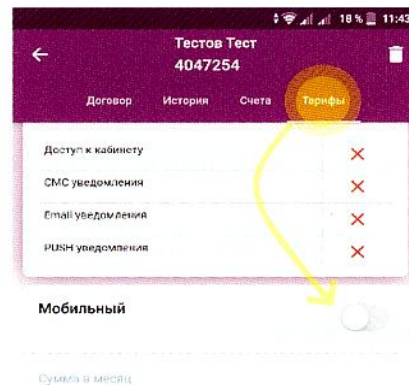 18 % 11:43
Тестов Тест
4047254
Договор История Счета Тарифы
Доступ к кабинету
СМС уведомления
Email уведомления
PUSH уведомления
Мобильный
Сумма в месяц